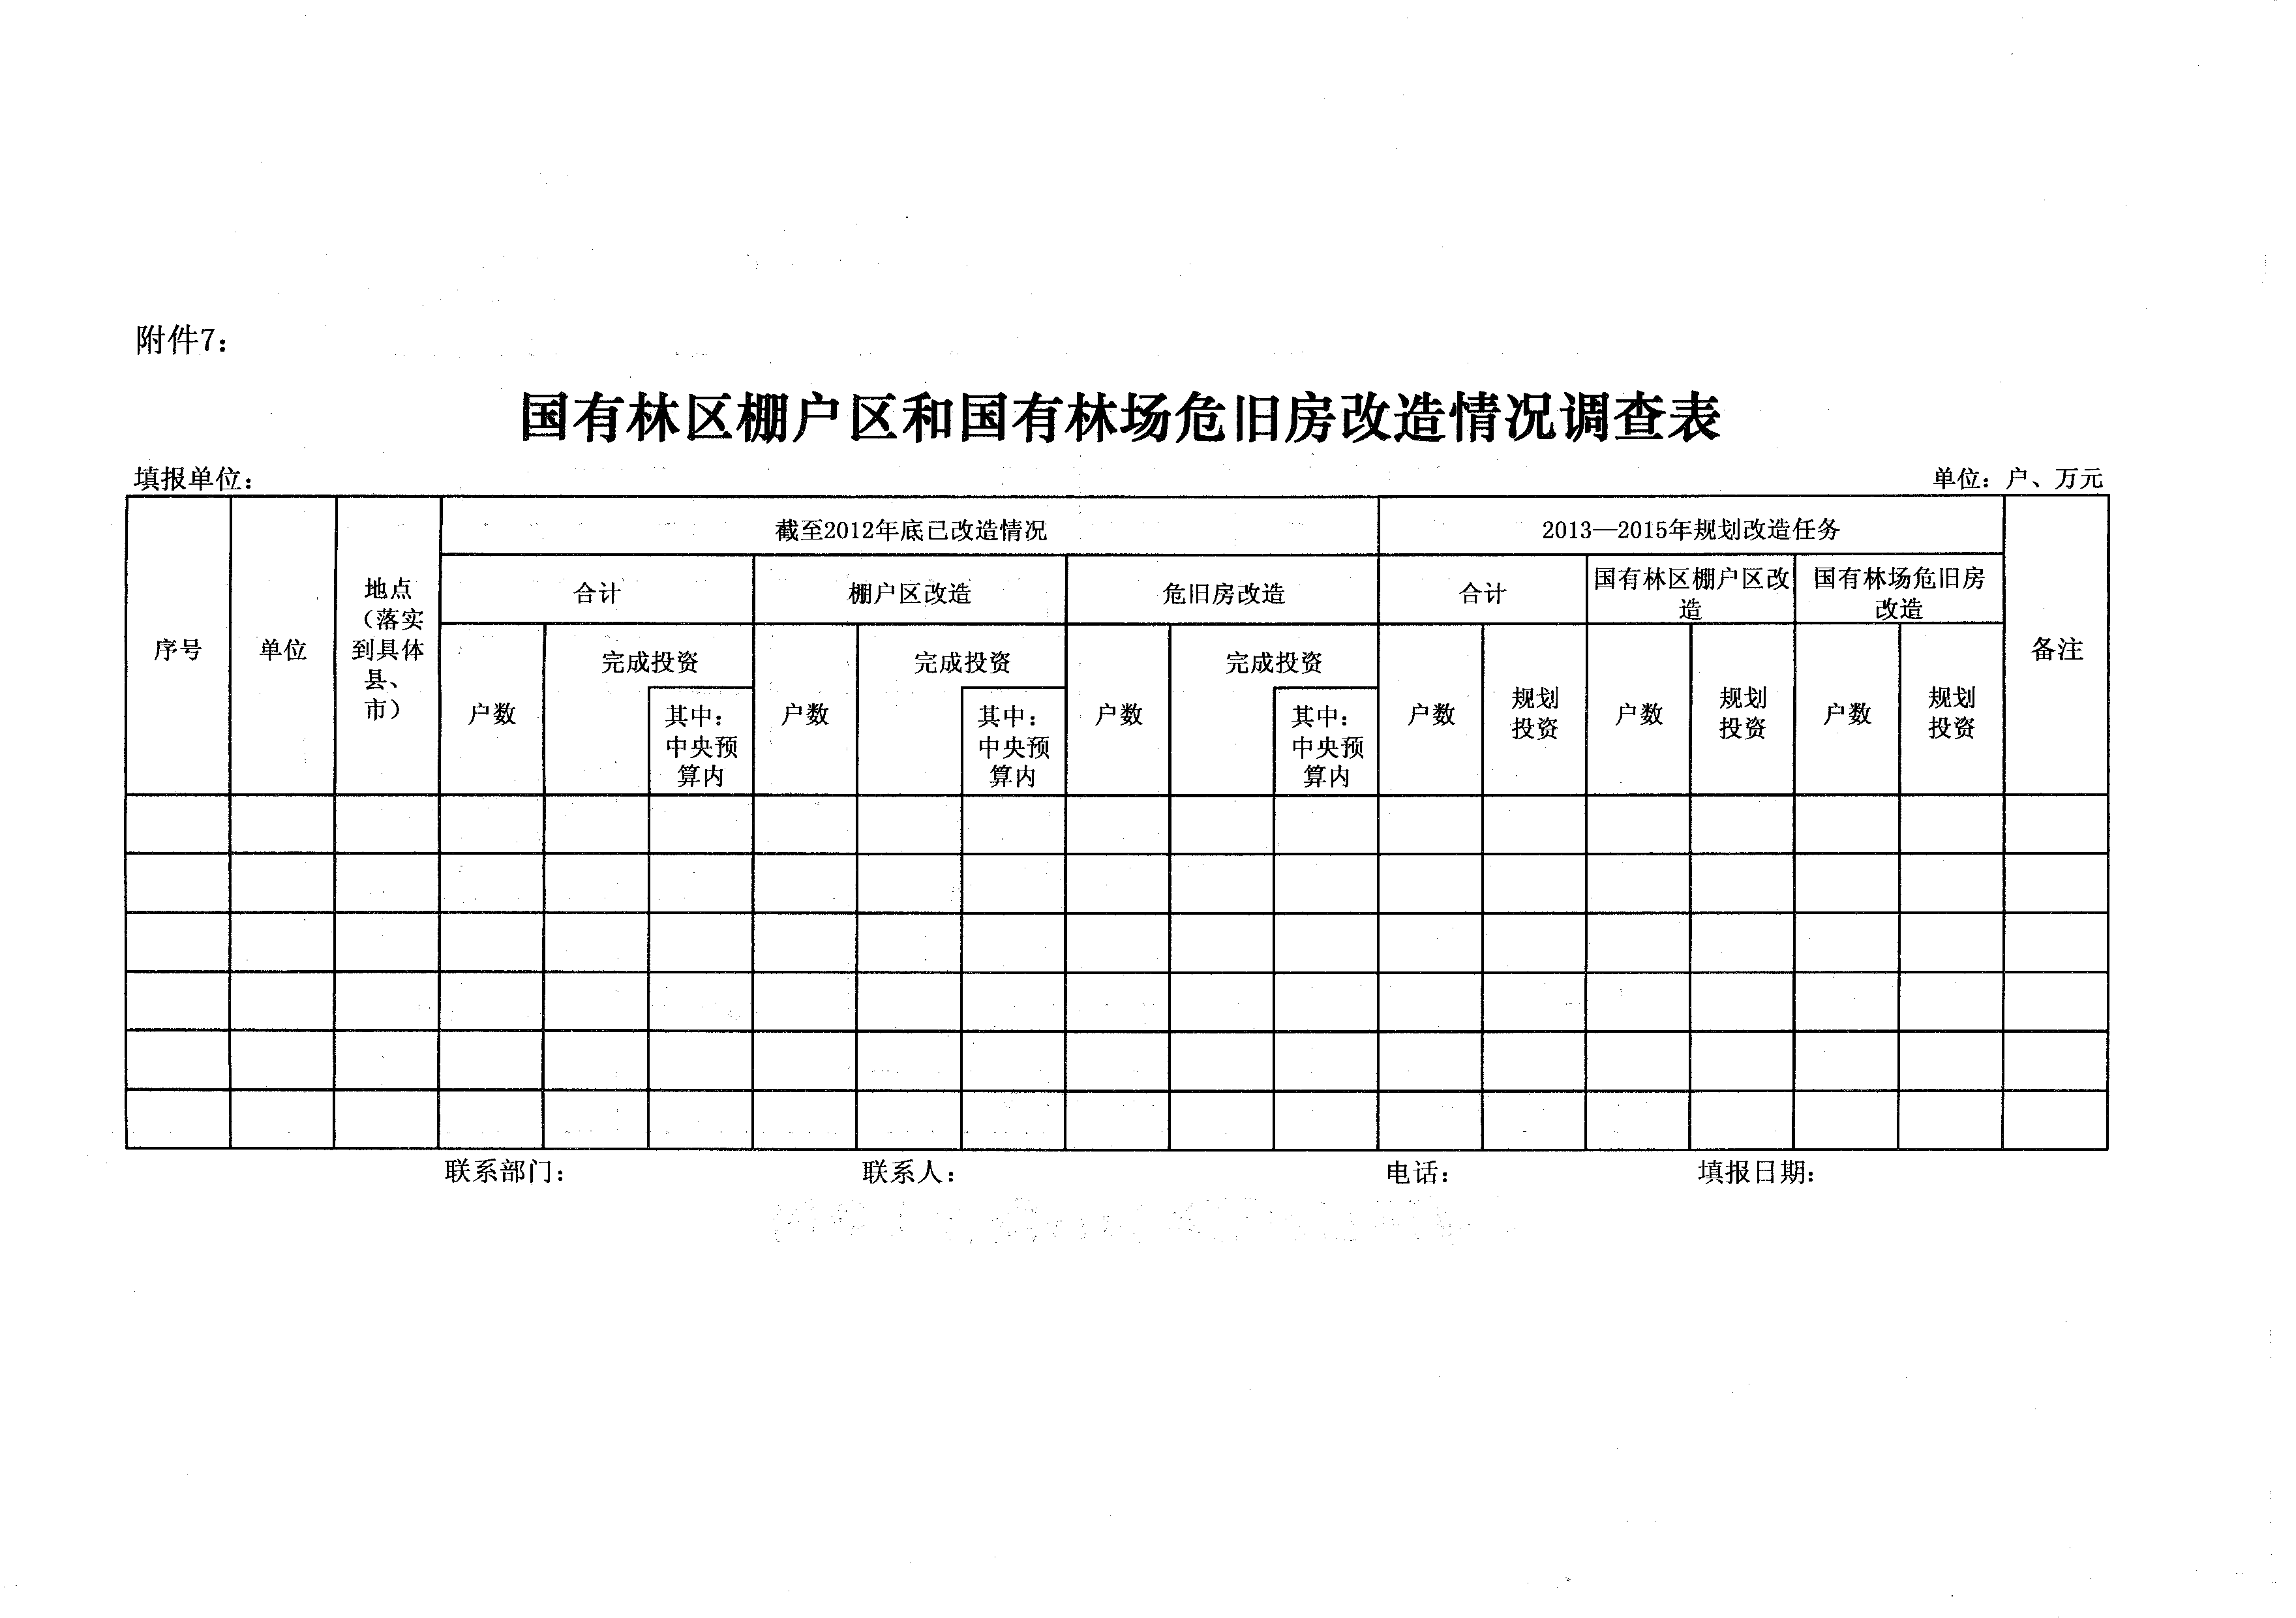 附件7：
国有林区棚户区和国有林场危旧房改造情况调查表
填报单位：
单位：户、万元
序号
单位
地点
（落实
到具体
县、
市）
截至2012年底已改造情况
2013—2015年规划改造任务
备注
合计
棚户区改造
危旧房改造
合计
国有林区棚户区改
造
国有林场危旧房
改造
户数
完成投资
其中：
中央预
算内
户数
完成投资
其中：
中央预
算内
户数
完成投资
其中：
中央预
算内
户数
规划
投资
户数
规划
投资
户数
规划
投资
联系部门：
联系人：
电话：
填报日期：